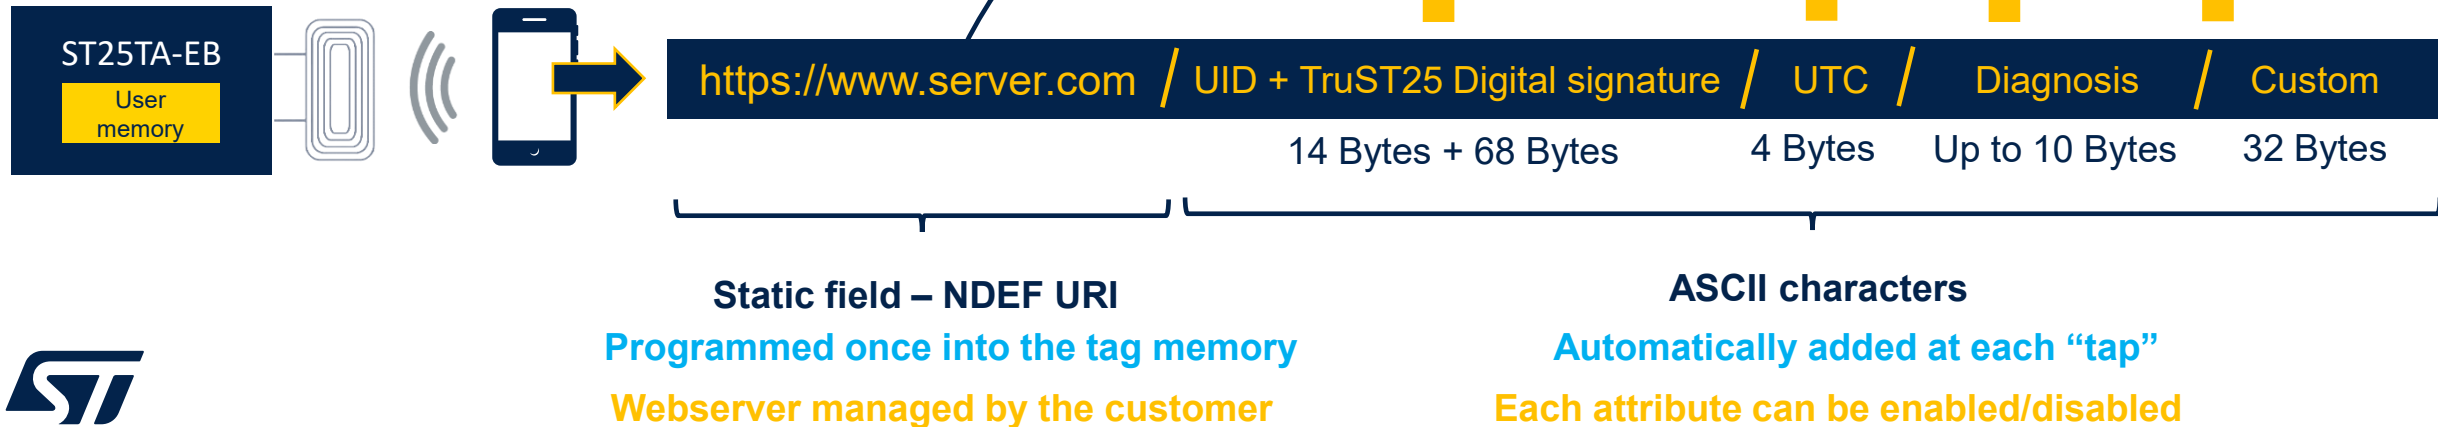 ST25TA-EB
User
memory
https://www.server.com / UID + TruST25 Digital signature / UTC / Diagnosis / Custom
14 Bytes + 68 Bytes 4 Bytes Up to 10 Bytes 32 Bytes
Static field – NDEF URI
Programmed once into the tag memory
Webserver managed by the customer
ASCII characters
Automatically added at each “tap”
Each attribute can be enabled/disabled
ST